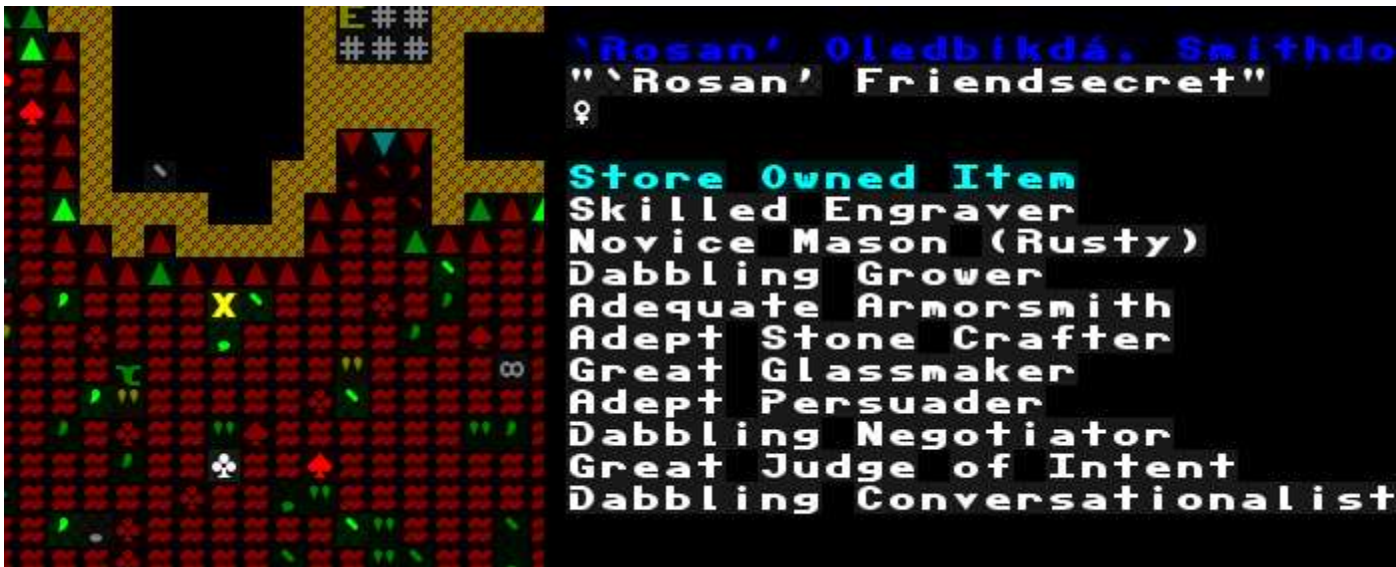 `Rosan' Oledbikdá, Smithdo
"`Rosan' Friendsecret"
♀
Store Owned Item
Skilled Engraver
Novice Mason (Rusty)
Dabbling Grower
Adequate Armorsmith
Adept Stone Crafter
Great Glassmaker
Adept Persuader
Dabbling Negotiator
Great Judge of Intent
Dabbling Conversationalist